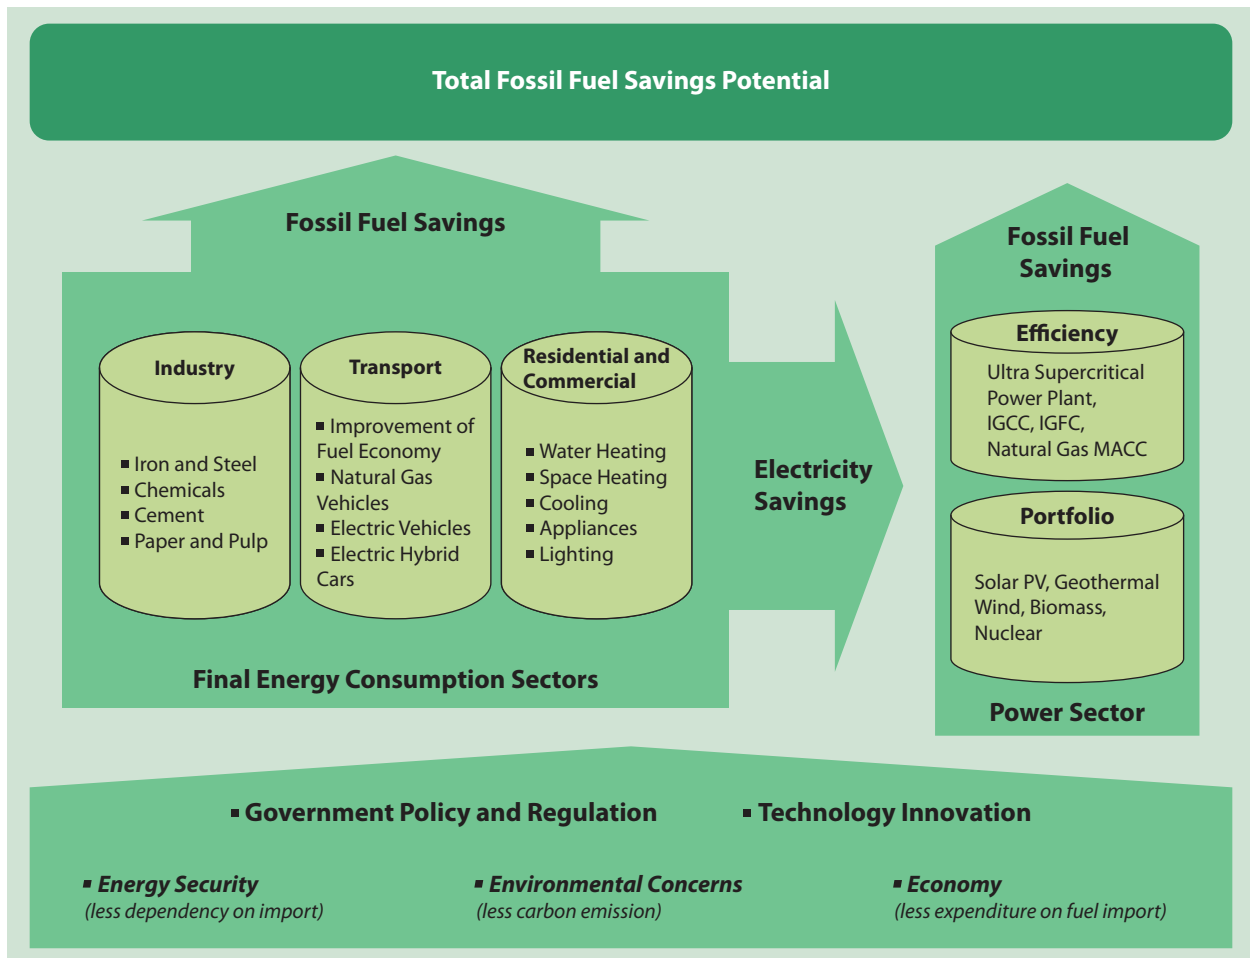 Total Fossil Fuel Savings Potential
Fossil Fuel Savings
Industry
▪ Iron and Steel
▪ Chemicals
▪ Cement
▪ Paper and Pulp
Transport
▪ Improvement of
Fuel Economy
▪ Natural Gas
Vehicles
▪ Electric Vehicles
▪ Electric Hybrid
Cars
Residential and
Commercial
▪ Water Heating
▪ Space Heating
▪ Cooling
▪ Appliances
▪ Lighting
Final Energy Consumption Sectors
Electricity
Savings
Fossil Fuel
Savings
Efficiency
Ultra Supercritical
Power Plant,
IGCC, IGFC,
Natural Gas MACC
Portfolio
Solar PV, Geothermal
Wind, Biomass,
Nuclear
Power Sector
▪ Government Policy and Regulation
▪ Technology Innovation
▪ Energy Security
(less dependency on import)
▪ Environmental Concerns
(less carbon emission)
▪ Economy
(less expenditure on fuel import)